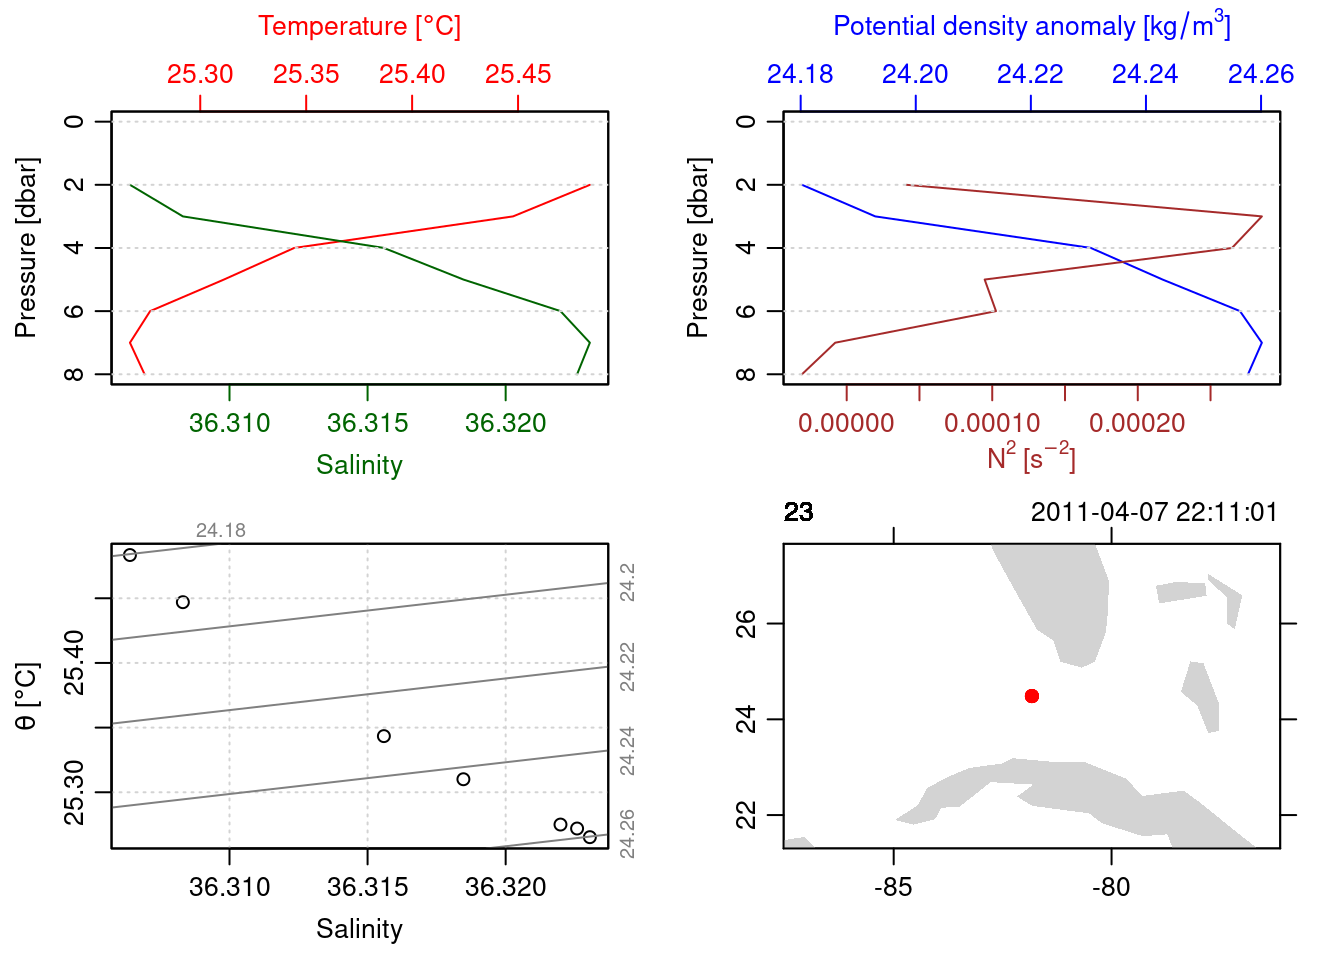 Temperature [°C]
25.30 25.35 25.40 25.45
0
2
4
6
8
Pressure [dbar]
36.310 36.315 36.320
Salinity
Potential density anomaly [kg/m³]
24.18 24.20 24.22 24.24 24.26
0
2
4
6
8
Pressure [dbar]
0.00000 0.00010 0.00020
N² [s⁻²]
24.18
24.2
24.22
24.24
24.26
25.40
25.30
θ [°C]
36.310 36.315 36.320
Salinity
23 2011-04-07 22:11:01
26
24
22
-85 -80